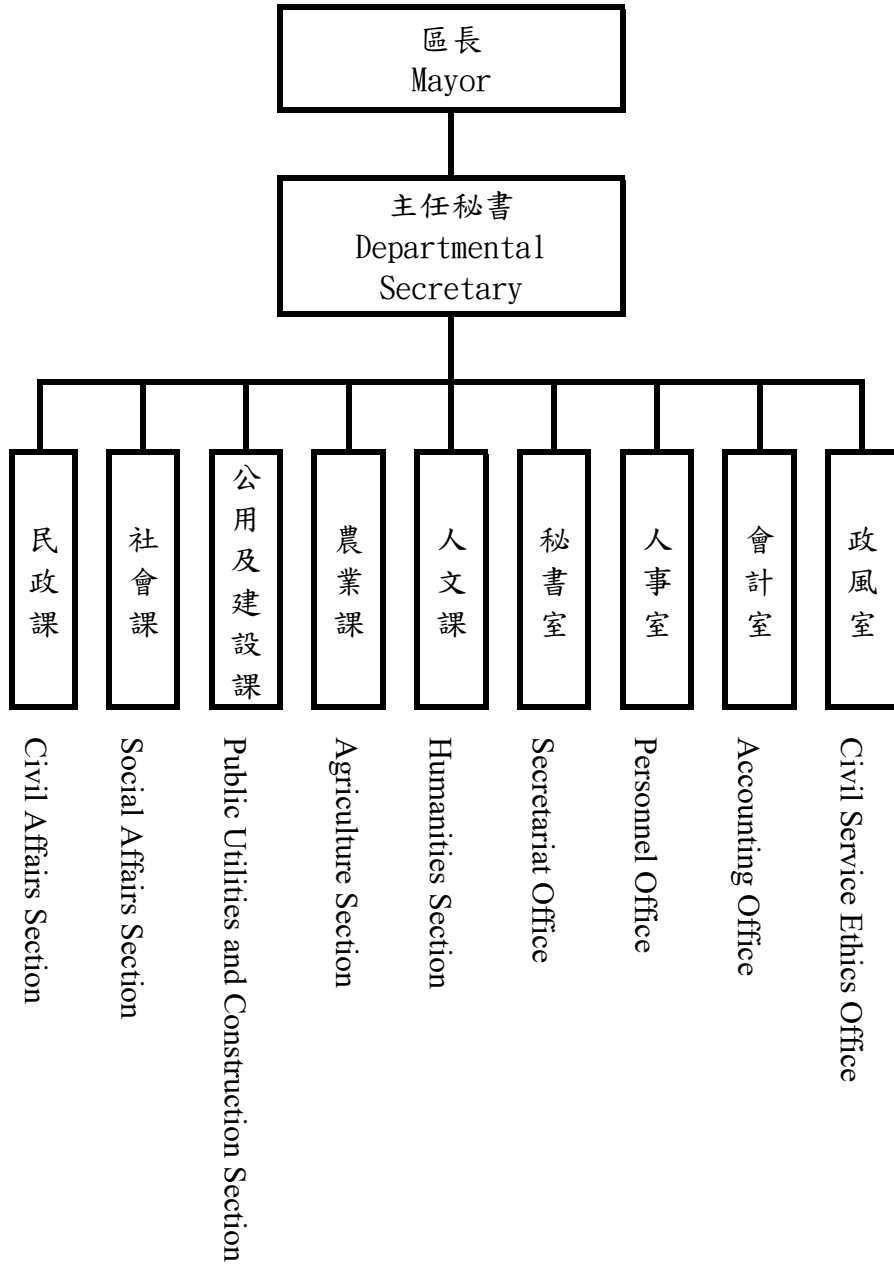 區長
Mayor
主任秘書
Departmental
Secretary
民政課
社會課
公用及建設課
農業課
人文課
秘書室
人事室
會計室
政風室
Civil Affairs Section
Social Affairs Section
Public Utilities and Construction Section
Agriculture Section
Humanities Section
Secretariat Office
Personnel Office
Accounting Office
Civil Service Ethics Office